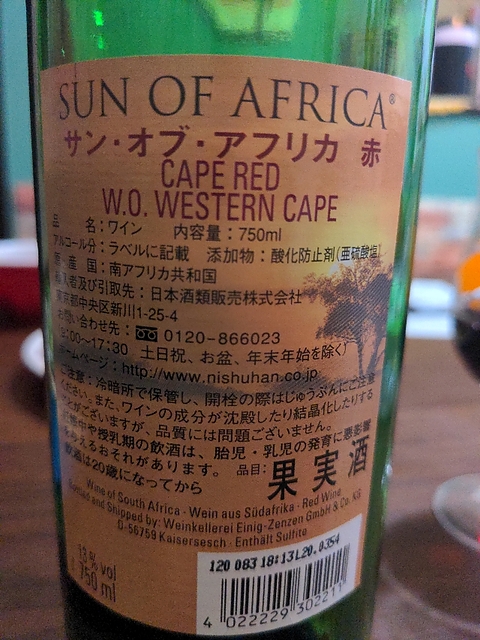 SUN OF AFRICA®
サン・オブ・アフリカ 赤
CAPE RED
W.O. WESTERN CAPE
品 名：ワイン 内容量：750ml
アルコール分：ラベルに記載 添加物：酸化防止剤(亜硫酸塩)
原 産 国：南アフリカ共和国
輸入者及び引取先：日本酒類販売株式会社
東京都中央区新川1-25-4
お問い合わせ先： 0120-866023
9:00〜17:30 土日祝、お盆、年末年始を除く)
ホームページ：http://www.nishuhan.co.jp
ご注意：冷暗所で保管し、開栓の際はじゅうぶんにご注意
ください。また、ワインの成分が沈殿したり結晶化したりする
ことがございますが、品質には問題ございません。
妊娠中や授乳期の飲酒は、胎児・乳児の発育に悪影響
を与えるおそれがあります。
飲酒は20歳になってから 品目：果実酒
Wine of South Africa · Wein aus Südafrika · Red Wine
Bottled and Shipped by: Weinkellerei Einig-Zenzen GmbH & Co. KG
D-56759 Kaisersesch · Enthält Sulfite
13 % vol
750 ml
120 083 18:13 L20.0354
4 022229 302211